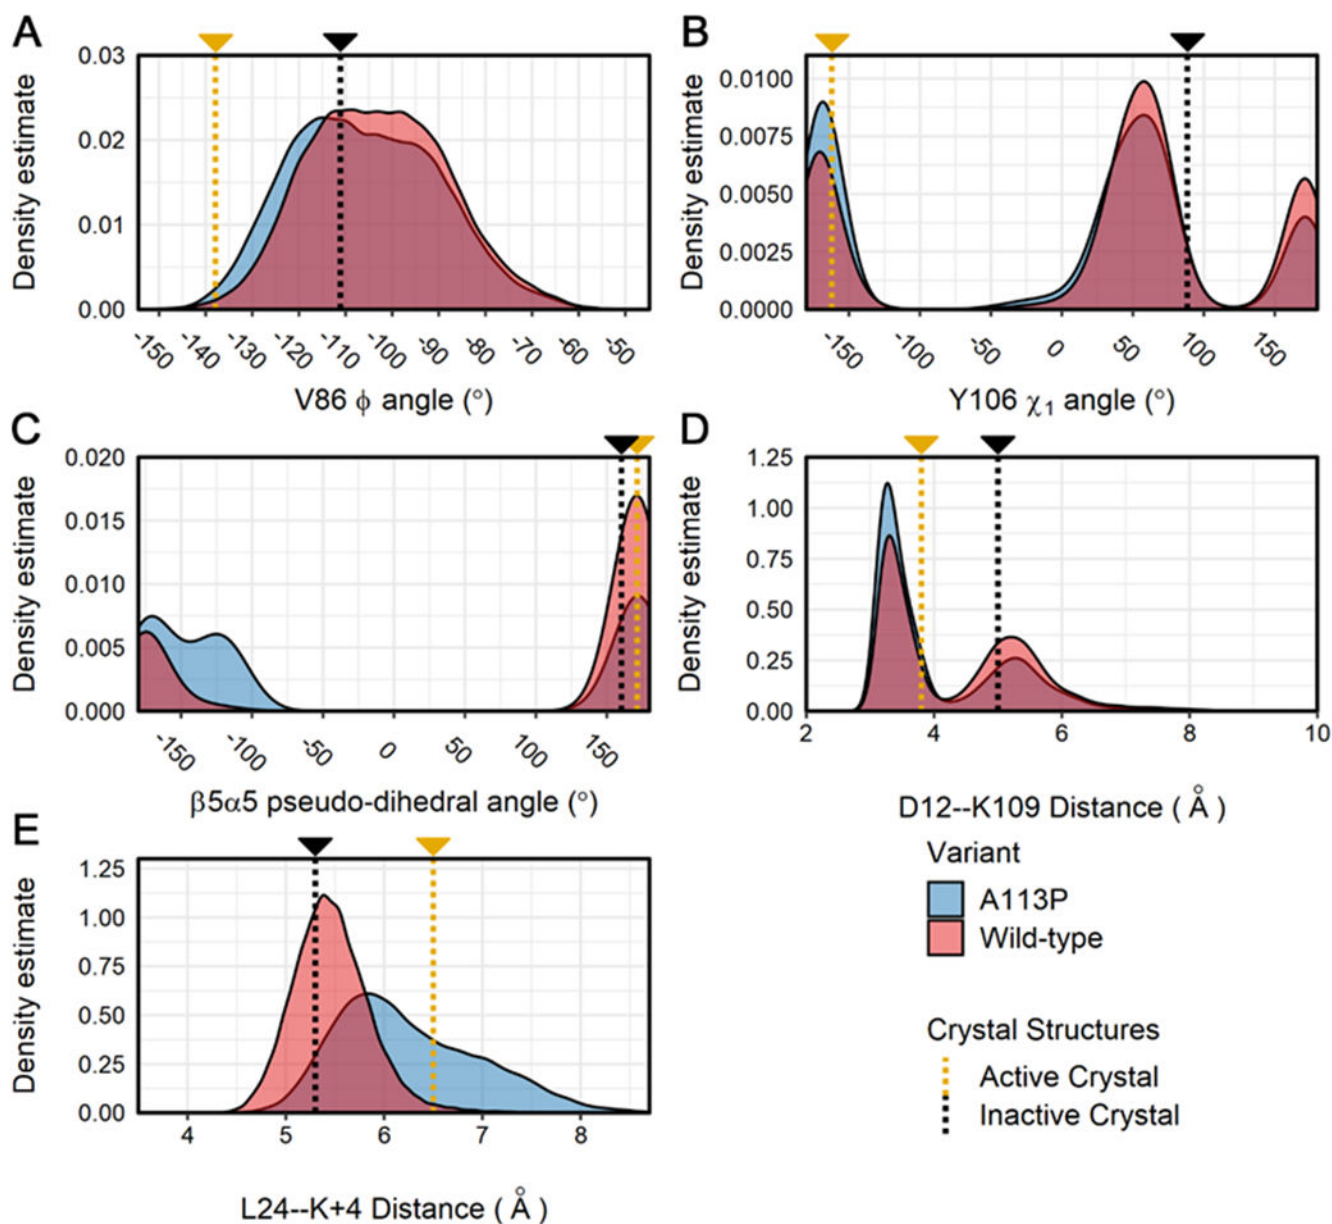 A
B
Density estimate
0.03
0.02
0.01
0.00
-150
-140
-130
-120
-110
-100
-90
-80
-70
-60
-50
V86 ϕ angle (°)
Density estimate
0.0100
0.0075
0.0050
0.0025
0.0000
-150
-100
-50
0
50
100
150
Y106 χ₁ angle (°)
C
D
Density estimate
0.020
0.015
0.010
0.005
0.000
-150
-100
-50
0
50
100
150
β5α5 pseudo-dihedral angle (°)
Density estimate
1.25
1.00
0.75
0.50
0.25
0.00
2
4
6
8
10
D12--K109 Distance ( Å )
E
Density estimate
1.25
1.00
0.75
0.50
0.25
0.00
4
5
6
7
8
L24--K+4 Distance ( Å )
Variant
A113P
Wild-type
Crystal Structures
Active Crystal
Inactive Crystal